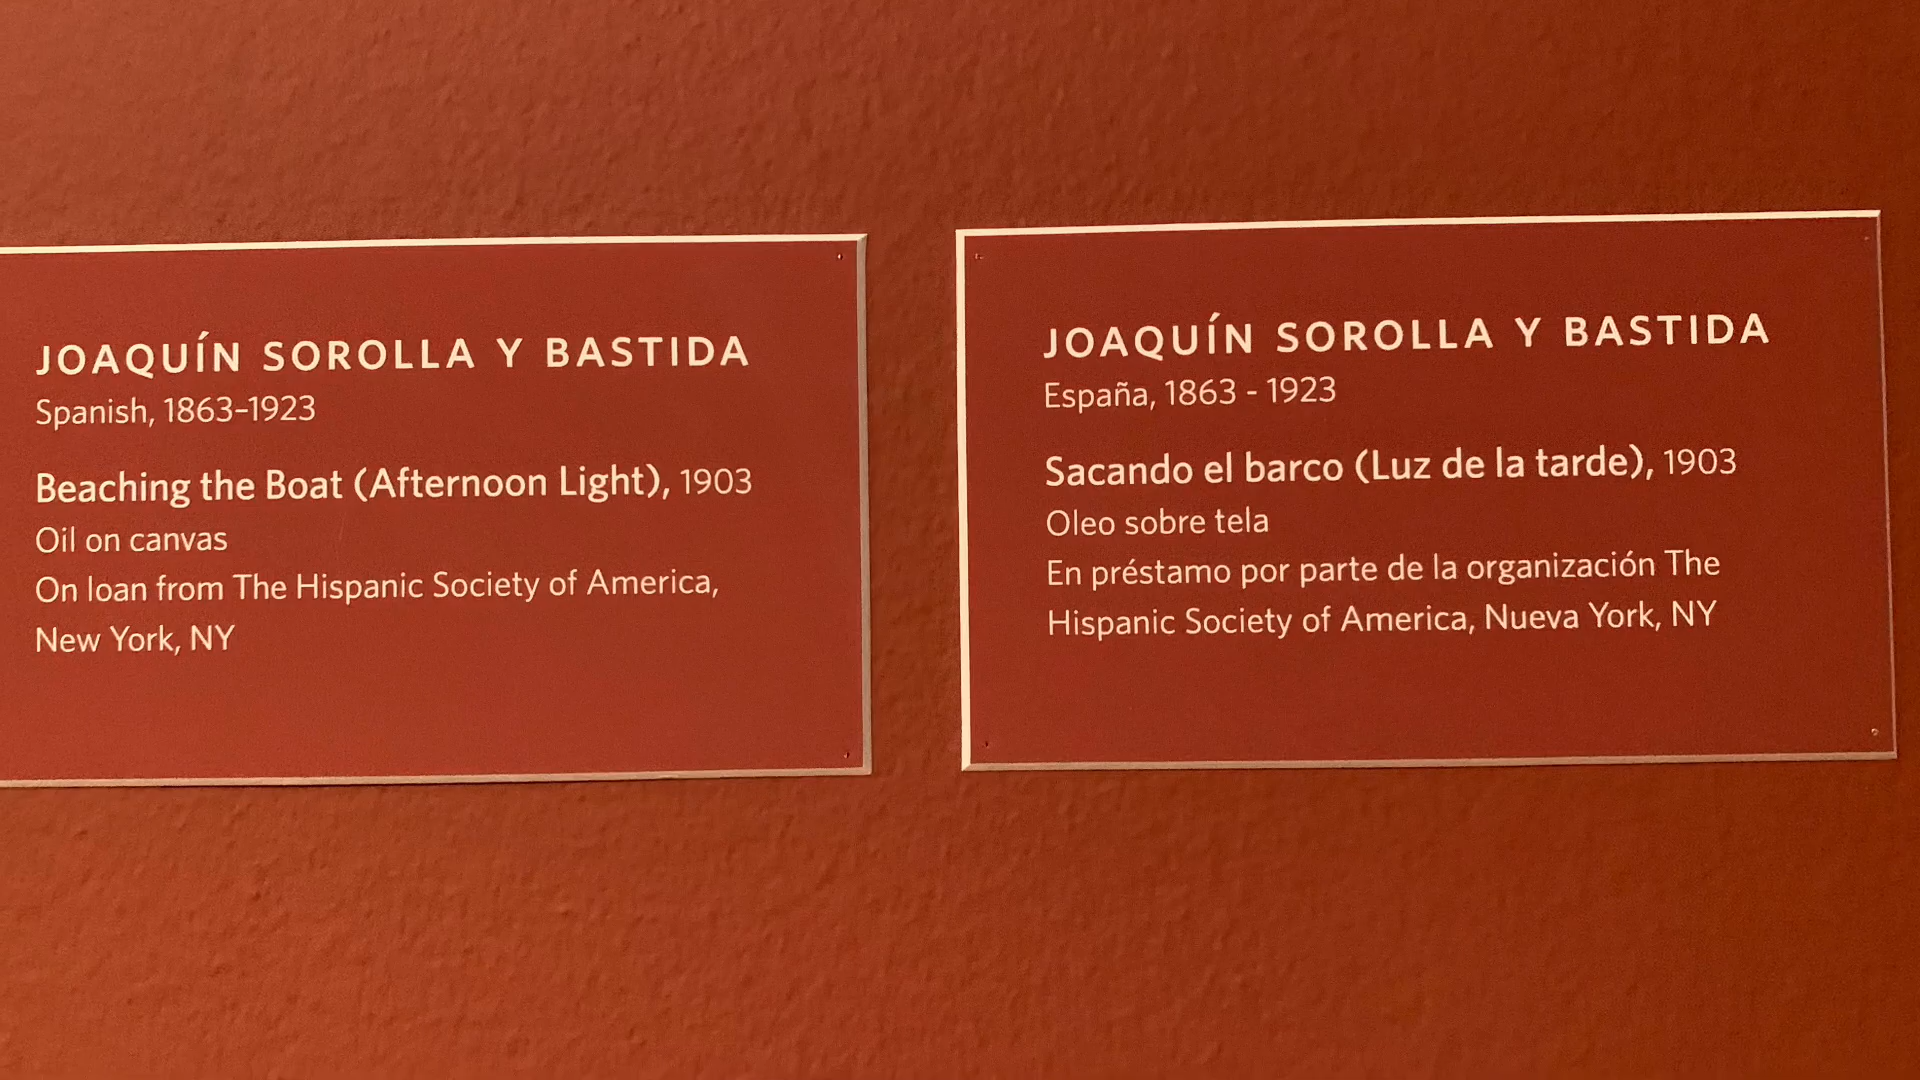 JOAQUÍN SOROLLA Y BASTIDA
Spanish, 1863–1923
Beaching the Boat (Afternoon Light), 1903
Oil on canvas
On loan from The Hispanic Society of America,
New York, NY
JOAQUÍN SOROLLA Y BASTIDA
España, 1863 - 1923
Sacando el barco (Luz de la tarde), 1903
Oleo sobre tela
En préstamo por parte de la organización The
Hispanic Society of America, Nueva York, NY